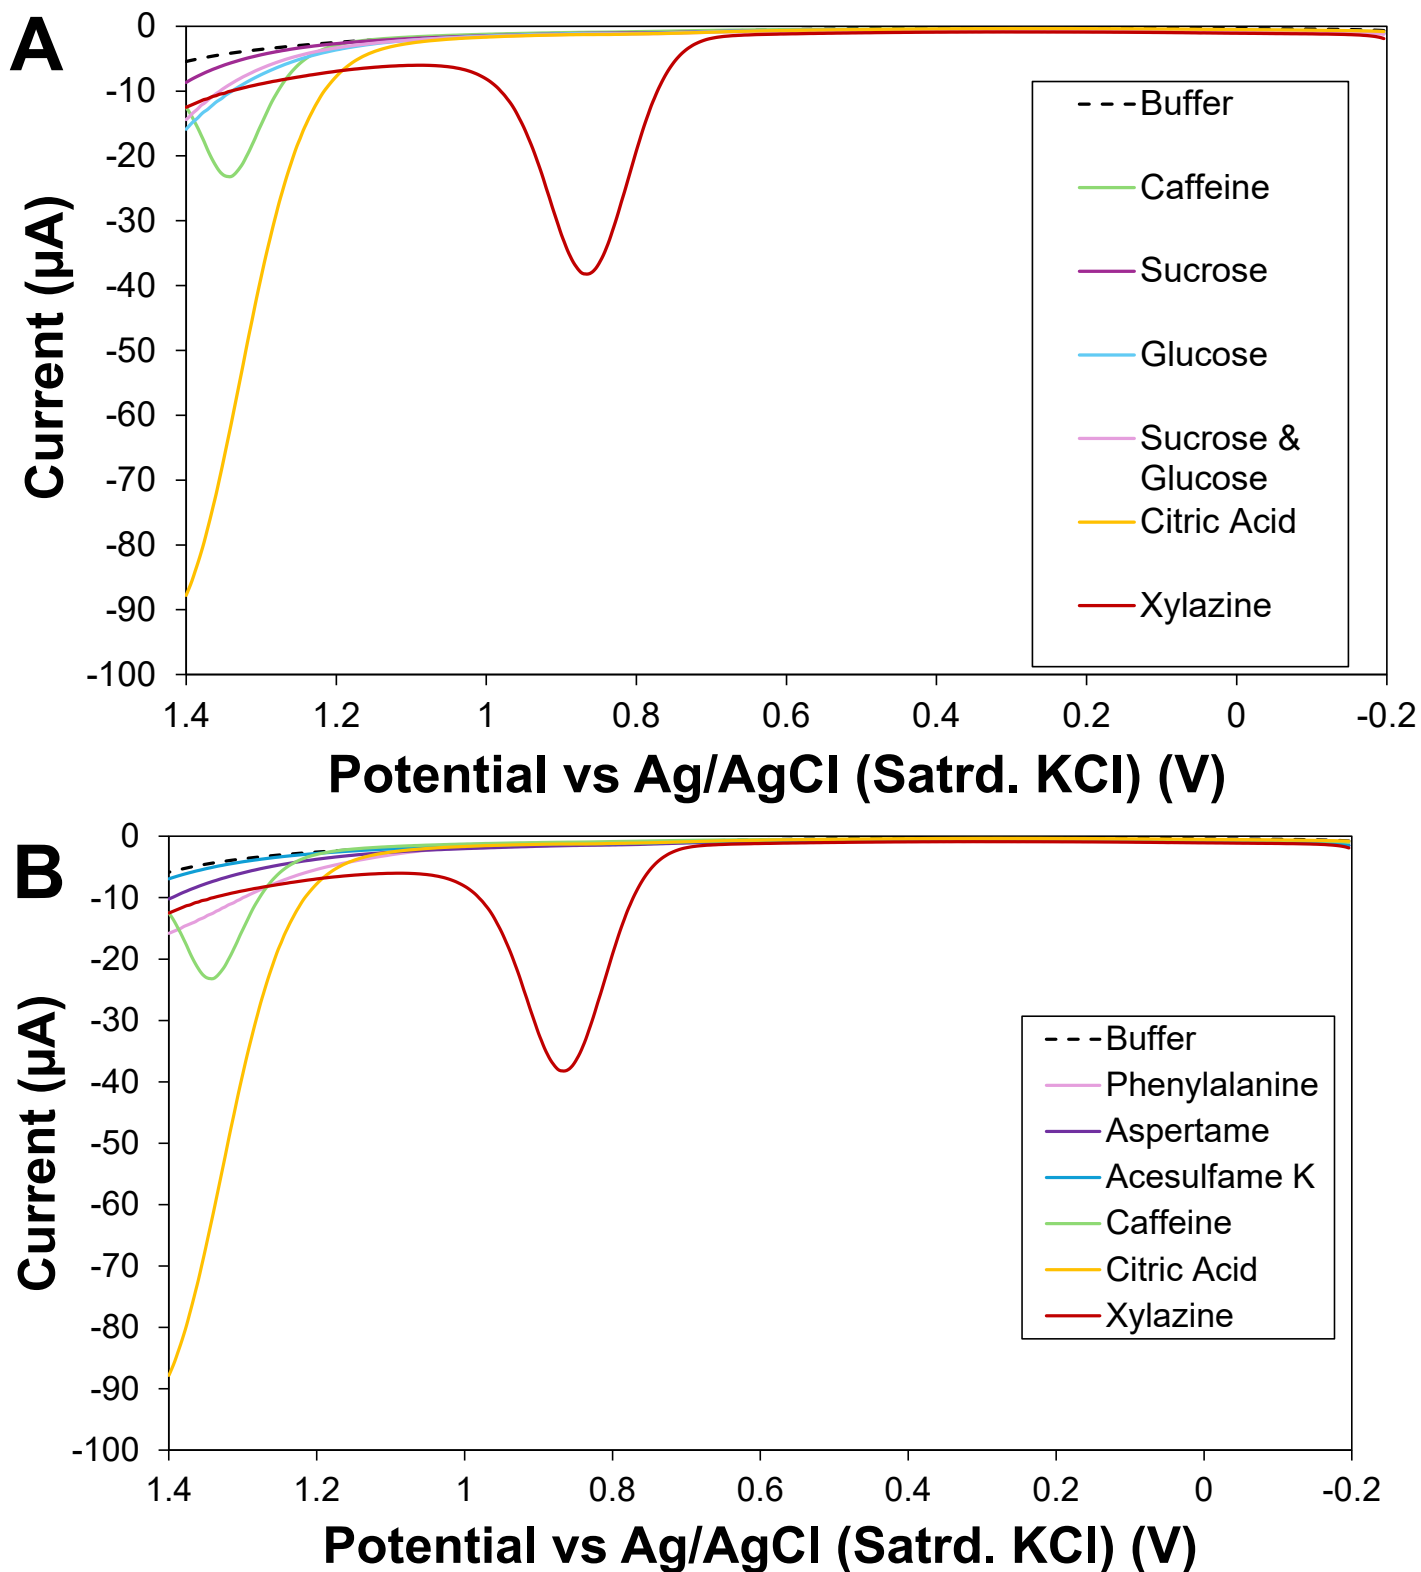 A
0
-10
-20
-30
-40
-50
-60
-70
-80
-90
-100
Current (µA)
Buffer
Caffeine
Sucrose
Glucose
Sucrose &
Glucose
Citric Acid
Xylazine
1.4 1.2 1 0.8 0.6 0.4 0.2 0 -0.2
Potential vs Ag/AgCl (Satrd. KCl) (V)
B
0
-10
-20
-30
-40
-50
-60
-70
-80
-90
-100
Current (µA)
Buffer
Phenylalanine
Aspertame
Acesulfame K
Caffeine
Citric Acid
Xylazine
1.4 1.2 1 0.8 0.6 0.4 0.2 0 -0.2
Potential vs Ag/AgCl (Satrd. KCl) (V)